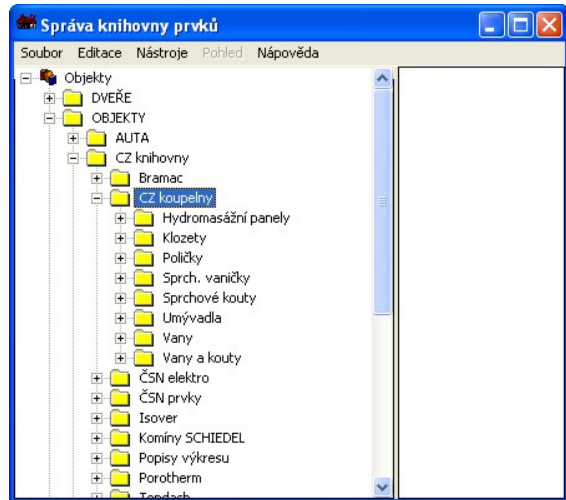 Správa knihovny prvků
Soubor Editace Nástroje Pohled Nápověda
Objekty
DVEŘE
OBJEKTY
AUTA
CZ knihovny
Bramac
CZ koupelny
Hydromasážní panely
Klozety
Poličky
Sprch. vaničky
Sprchové kouty
Umývadla
Vany
Vany a kouty
ČSN elektro
ČSN prvky
Isover
Komíny SCHIEDEL
Popisy výkresu
Porotherm
Tondach